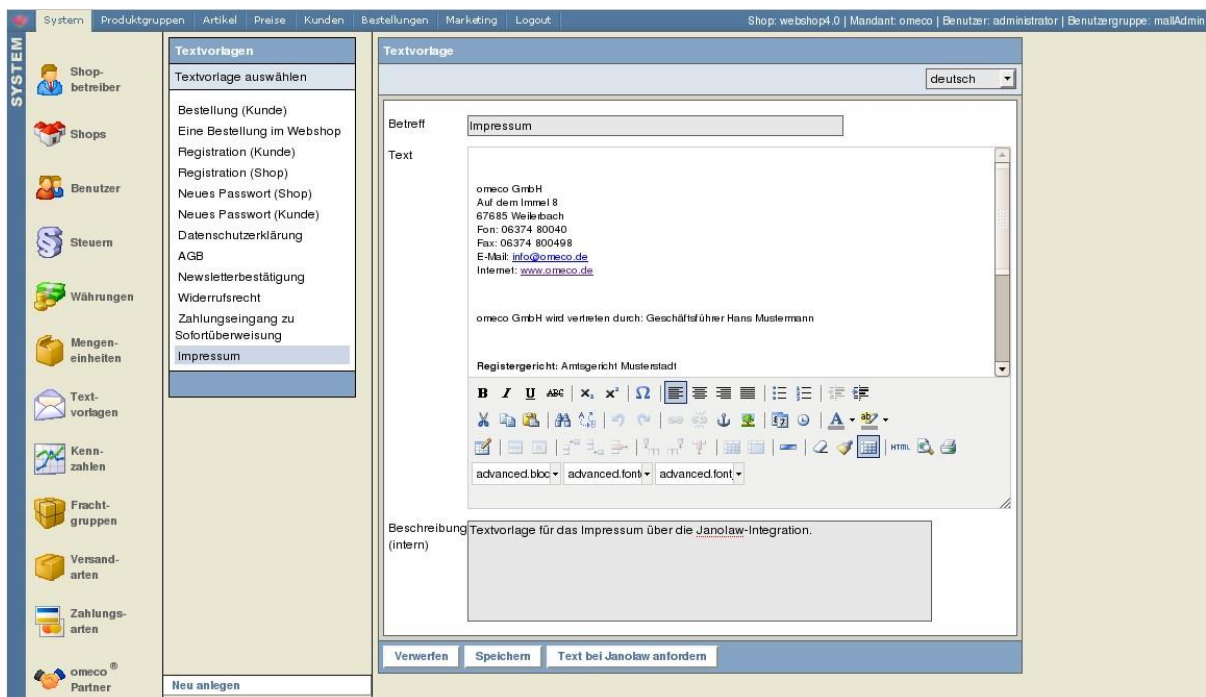 System Produktgruppen Artikel Preise Kunden Bestellungen Marketing Logout
Shop: webshop4.0 | Mandant: omeco | Benutzer: administrator | Benutzergruppe: mallAdmin
SYSTEM
Shop-
betreiber
Shops
Benutzer
Steuern
Währungen
Mengen-
einheiten
Text-
vorlagen
Kenn-
zahlen
Fracht-
gruppen
Versand-
arten
Zahlungs-
arten
omeco ®
Partner
Textvorlagen
Textvorlage auswählen
Bestellung (Kunde)
Eine Bestellung im Webshop
Registration (Kunde)
Registration (Shop)
Neues Passwort (Shop)
Neues Passwort (Kunde)
Datenschutzerklärung
AGB
Newsletterbestätigung
Widerrufsrecht
Zahlungseingang zu
Sofortüberweisung
Impressum
Neu anlegen
Textvorlage
deutsch
Betreff
Impressum
Text
omeco GmbH
Auf dem Immel 8
67685 Weilerbach
Fon: 06374 80040
Fax: 06374 800498
E-Mail: info@omeco.de
Internet: www.omeco.de
omeco GmbH wird vertreten durch: Geschäftsführer Hans Mustermann
Registergericht: Amtsgericht Musterstadt
B I U ABC x₂ x² Ω
A ab
HTML
advanced.bloc advanced.font advanced.font
Beschreibung
(intern)
Textvorlage für das Impressum über die Janolaw-Integration.
Verwerfen Speichern Text bei Janolaw anfordern